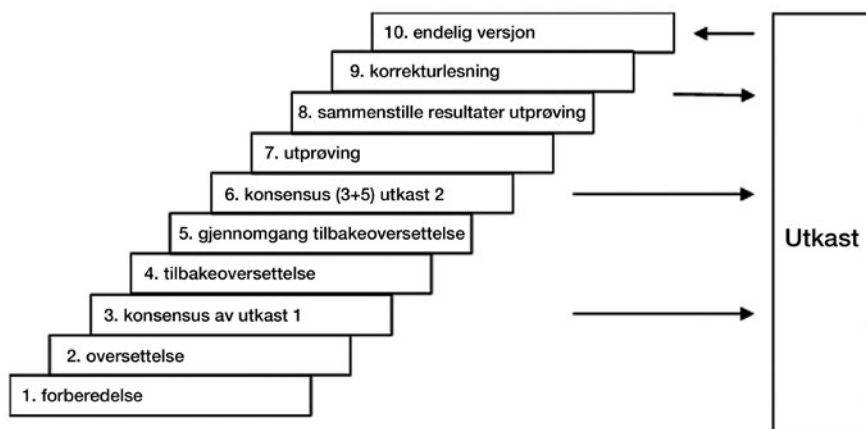 10. endelig versjon
9. korrekturlesning
8. sammenstille resultater utprøving
7. utprøving
6. konsensus (3+5) utkast 2
5. gjennomgang tilbakeoversettelse
4. tilbakeoversettelse
3. konsensus av utkast 1
2. oversettelse
1. forberedelse
Utkast